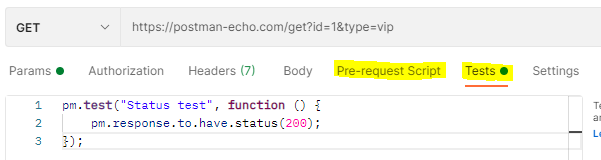 GET https://postman-echo.com/get?id=1&type=vip
Params Authorization Headers (7) Body Pre-request Script Tests Settings
1 pm.test("Status test", function () {
2 pm.response.to.have.status(200);
3 });